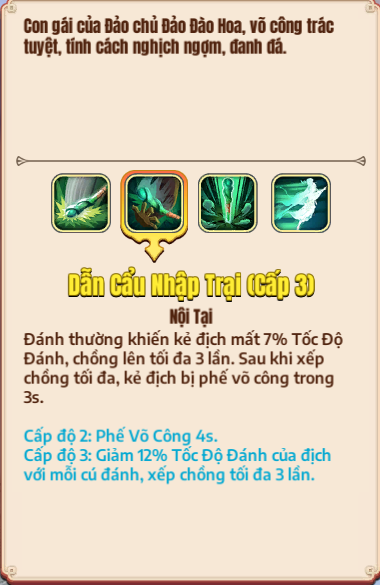 Con gái của Đảo chủ Đảo Đào Hoa, võ công trác
tuyệt, tính cách nghịch ngợm, đanh đá.
Dẫn Cẩu Nhập Trại (Cấp 3)
Nội Tại
Đánh thường khiến kẻ địch mất 7% Tốc Độ
Đánh, chồng lên tối đa 3 lần. Sau khi xếp
chồng tối đa, kẻ địch bị phế võ công trong
3s.
Cấp độ 2: Phế Võ Công 4s.
Cấp độ 3: Giảm 12% Tốc Độ Đánh của địch
với mỗi cú đánh, xếp chồng tối đa 3 lần.